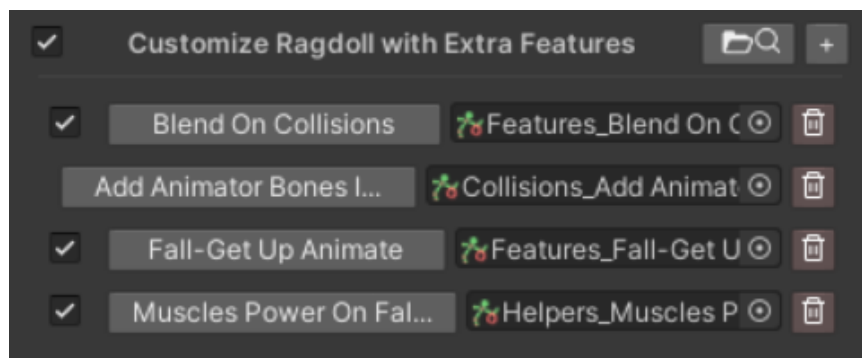 Customize Ragdoll with Extra Features +
Blend On Collisions Features_Blend On C
Add Animator Bones I... Collisions_Add Animat
Fall-Get Up Animate Features_Fall-Get U
Muscles Power On Fal... Helpers_Muscles P